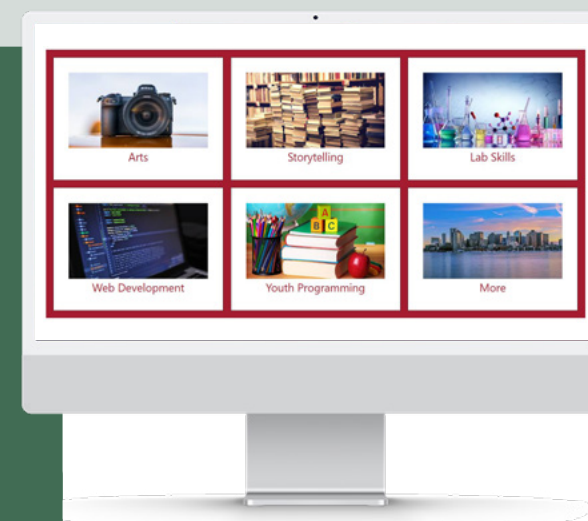 Arts
Storytelling
Lab Skills
A
B C
Web Development
Youth Programming
More